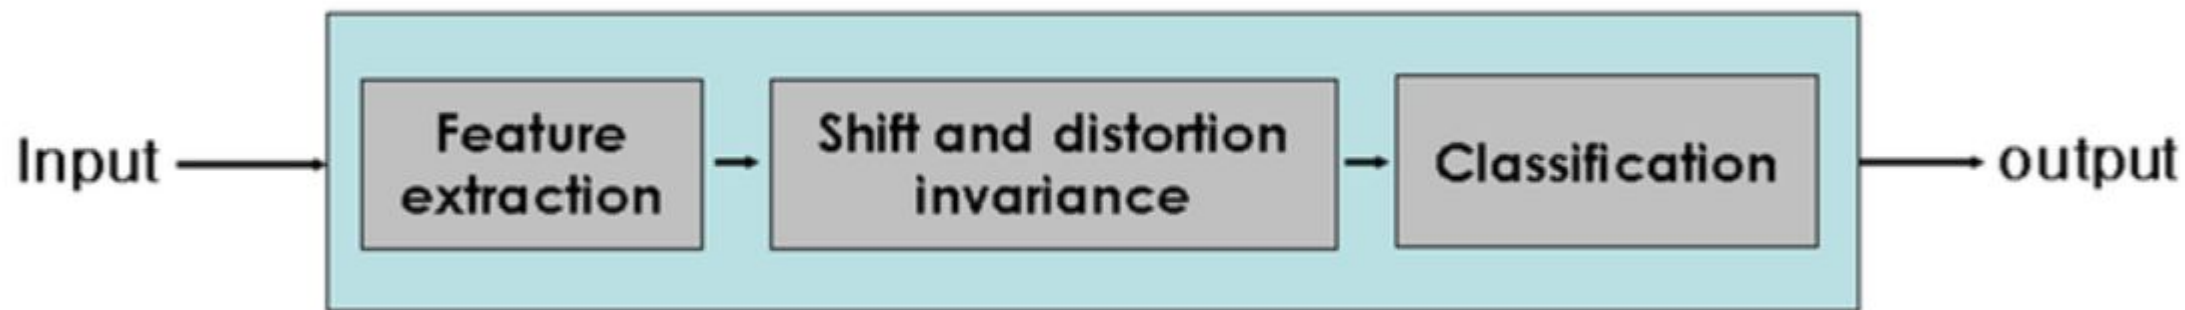 Input
Feature
extraction
Shift and distortion
invariance
Classification
output